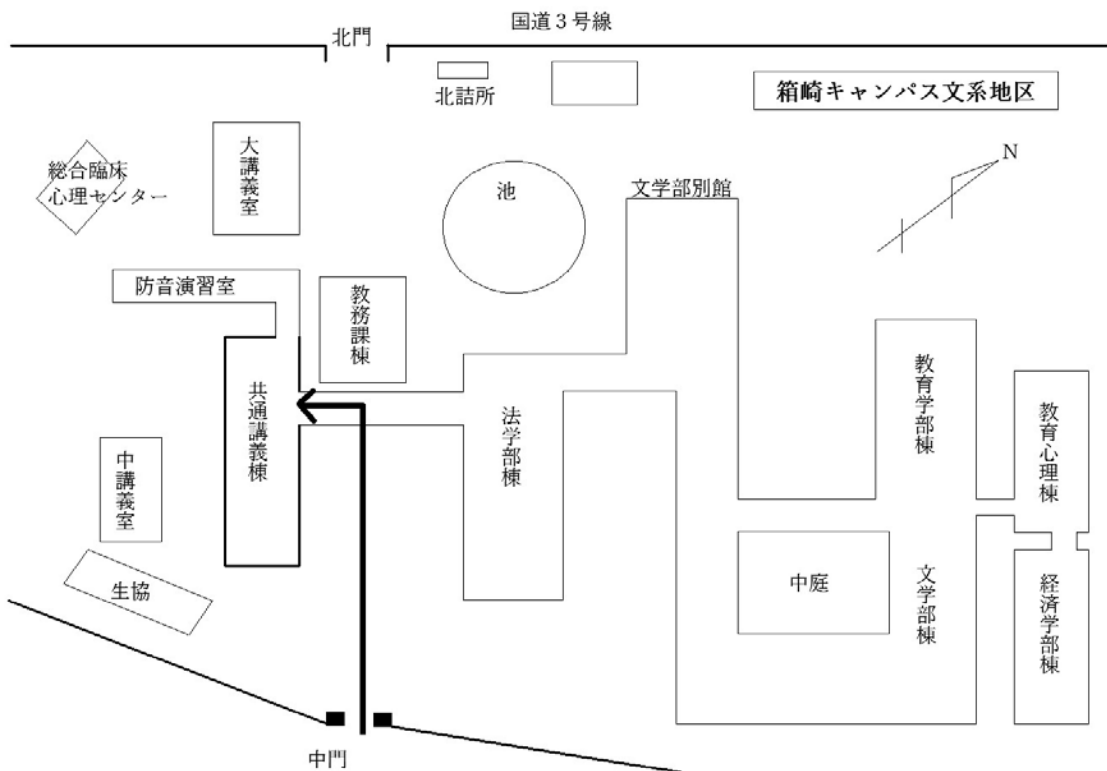 国道３号線
北門
北詰所
箱崎キャンパス文系地区
総合臨床
心理センター
大講義室
池
文学部別館
N
防音演習室
教務課棟
共通講義棟
法学部棟
教育学部棟
教育心理棟
中講義室
生協
中庭
文学部棟
経済学部棟
中門